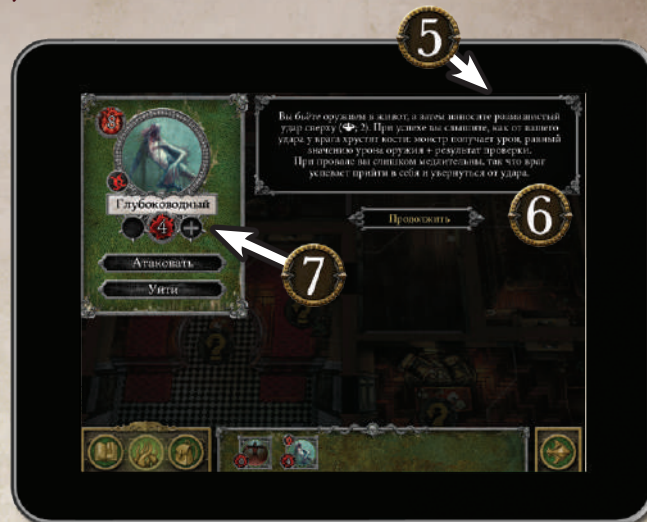 5
Вы бьёте оружием в живот, а затем наносите размашистый
удар сверху (; 2). При успехе вы слышите, как от вашего
удара у врага хрустят кости: монстр получает урон, равный
значению урона оружия + результат проверки.
При провале вы слишком медлительны, так что враг
успевает прийти в себя и увернуться от удара.
Глубоководный
4
Продолжить
6
7
Атаковать
Уйти